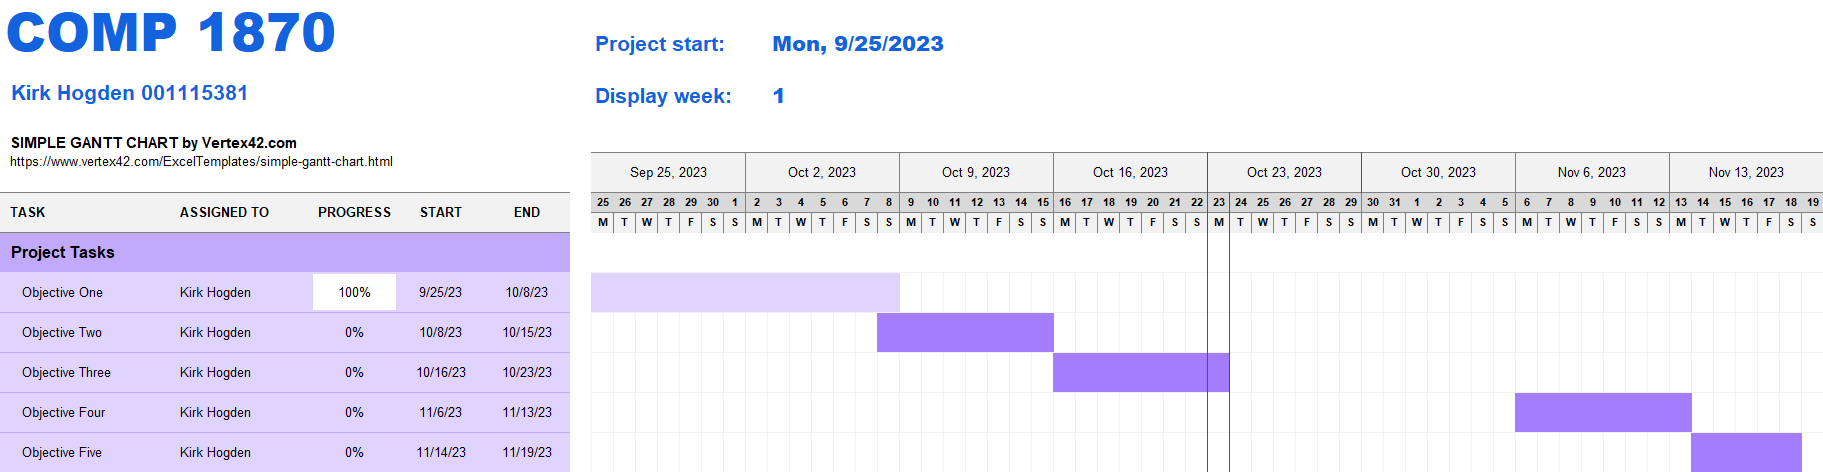 COMP 1870
Project start: Mon, 9/25/2023
Kirk Hogden 001115381
Display week: 1
SIMPLE GANTT CHART by Vertex42.com
https://www.vertex42.com/ExcelTemplates/simple-gantt-chart.html
Sep 25, 2023 Oct 2, 2023 Oct 9, 2023 Oct 16, 2023 Oct 23, 2023 Oct 30, 2023 Nov 6, 2023 Nov 13, 2023
25 26 27 28 29 30 1 2 3 4 5 6 7 8 9 10 11 12 13 14 15 16 17 18 19 20 21 22 23 24 25 26 27 28 29 30 31 1 2 3 4 5 6 7 8 9 10 11 12 13 14 15 16 17 18 19
TASK ASSIGNED TO PROGRESS START END
M T W T F S S M T W T F S S M T W T F S S M T W T F S S M T W T F S S M T W T F S S M T W T F S S M T W T F S S
Project Tasks
Objective One Kirk Hogden 100% 9/25/23 10/8/23
Objective Two Kirk Hogden 0% 10/8/23 10/15/23
Objective Three Kirk Hogden 0% 10/16/23 10/23/23
Objective Four Kirk Hogden 0% 11/6/23 11/13/23
Objective Five Kirk Hogden 0% 11/14/23 11/19/23